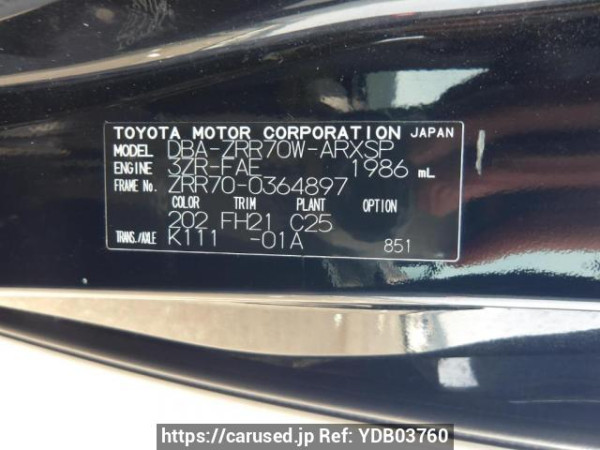 TOYOTA MOTOR CORPORATION JAPAN
MODEL DBA-ZRR70W-ARXSP
ENGINE 3ZR-FAE 1986 mL
FRAME No. ZRR70-0364897
COLOR TRIM PLANT OPTION
202 FH21 C25
TRANS./AXLE K111 -01A 851
https://carused.jp Ref: YDB03760